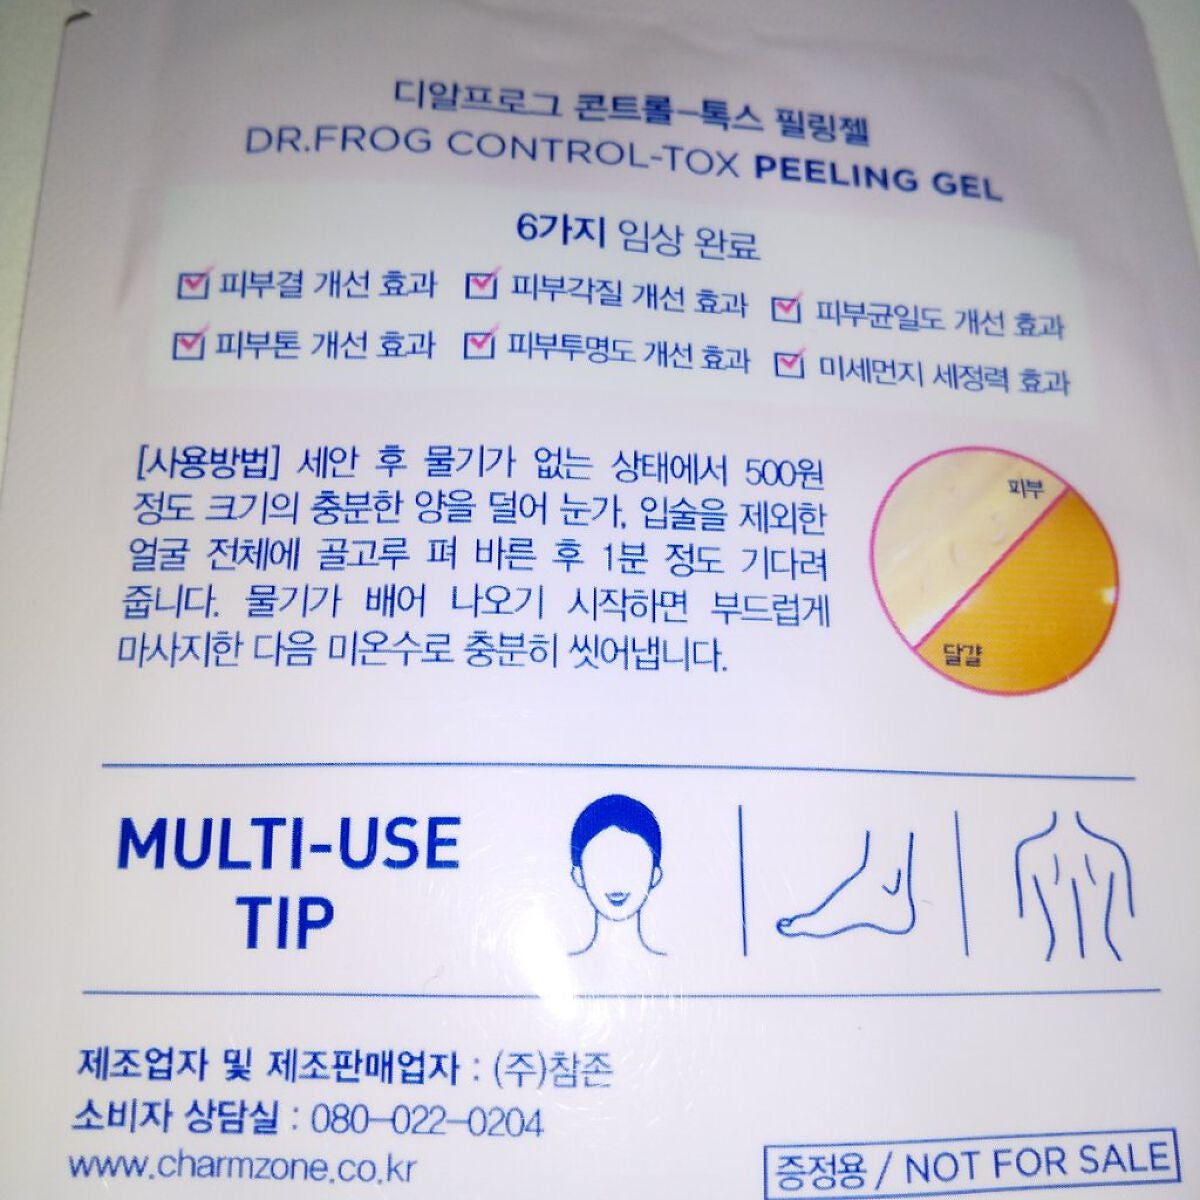 디알프로그 콘트롤-톡스 필링젤
DR.FROG CONTROL-TOX PEELING GEL
6가지 임상 완료
피부결 개선 효과 피부각질 개선 효과 피부균일도 개선 효과
피부톤 개선 효과 피부투명도 개선 효과 미세먼지 세정력 효과
[사용방법] 세안 후 물기가 없는 상태에서 500원
정도 크기의 충분한 양을 덜어 눈가, 입술을 제외한
얼굴 전체에 골고루 펴 바른 후 1분 정도 기다려
줍니다. 물기가 배어 나오기 시작하면 부드럽게
마사지한 다음 미온수로 충분히 씻어냅니다.
피부
달걀
MULTI-USE
TIP
제조업자 및 제조판매업자 : (주)참존
소비자 상담실 : 080-022-0204
www.charmzone.co.kr
증정용 / NOT FOR SALE